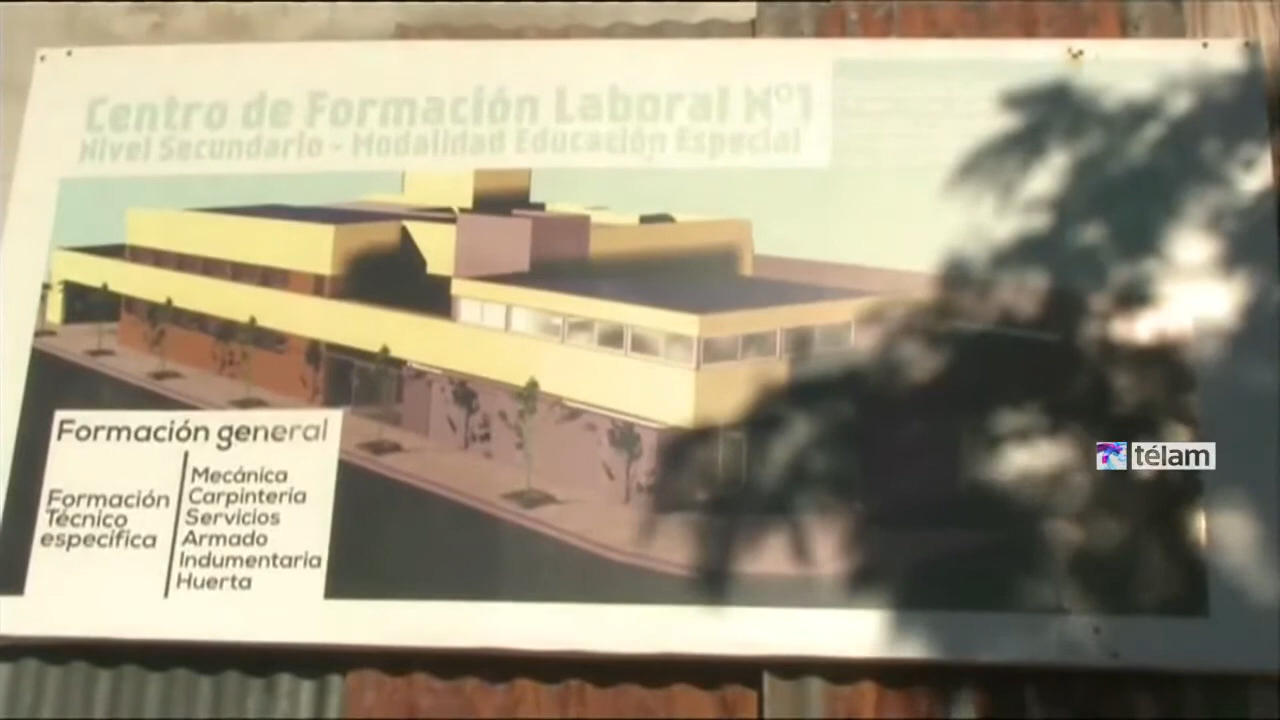 Centro de Formación Laboral Nº1
Nivel Secundario - Modalidad Educación Especial
Formación general
Formación
Técnico
específica
Mecánica
Carpintería
Servicios
Armado
Indumentaria
Huerta
télam